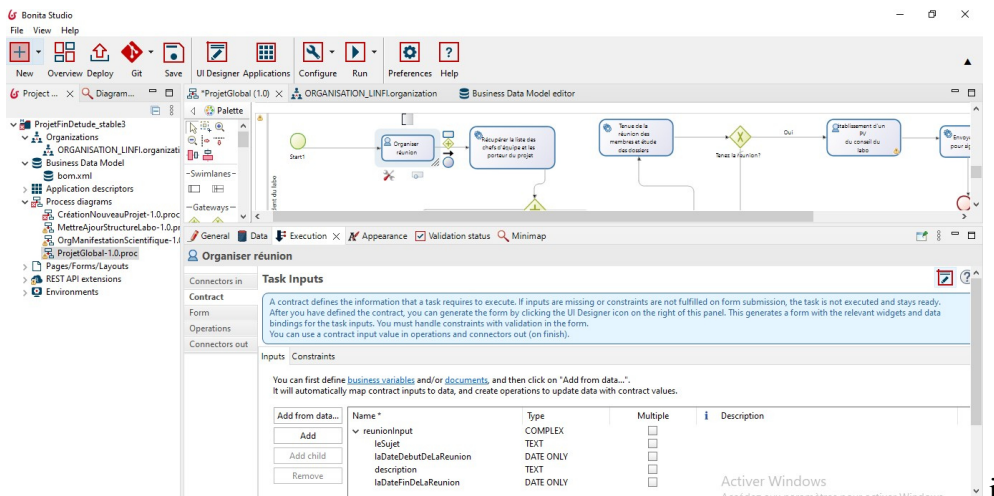 Bonita Studio
File View Help
New Overview Deploy Git Save UI Designer Applications Configure Run Preferences Help
Project ... Diagram... *ProjetGlobal (1.0) ORGANISATION_LINFI.organization Business Data Model editor
ProjetFinDetude_stable3
Organizations
ORGANISATION_LINFI.organizati
Business Data Model
bom.xml
Application descriptors
Process diagrams
CréationNouveauProjet-1.0.proc
MettreAjourStructureLabo-1.0.pr
OrgManifestationScientifique-1.
ProjetGlobal-1.0.proc
Pages/Forms/Layouts
REST API extensions
Environments
Palette
Swimlanes
Gateways
ient du labo
Start1
Organiser
réunion
Récupérer la liste des
chefs d'équipe et les
porteur du projet
Tenue de la
réunion des
membres et étude
des dossiers
Tenez la réunion?
Oui
Etablissement d'un
PV
du conseil du
labo
Envoye
pour sig
General Data Execution Appearance Validation status Minimap
Organiser réunion
Connectors in
Contract
Form
Operations
Connectors out
Task Inputs
A contract defines the information that a task requires to execute. If inputs are missing or constraints are not fulfilled on form submission, the task is not executed and stays ready.
After you have defined the contract, you can generate the form by clicking the UI Designer icon on the right of this panel. This generates a form with the relevant widgets and data
bindings for the task inputs. You must handle constraints with validation in the form.
You can use a contract input value in operations and connectors out (on finish).
Inputs Constraints
You can first define business variables and/or documents, and then click on "Add from data...".
It will automatically map contract inputs to data, and create operations to update data with contract values.
Add from data...
Add
Add child
Remove
Name * Type Multiple i Description
reunionInput COMPLEX
leSujet TEXT
laDateDebutDeLaReunion DATE ONLY
description TEXT
laDateFinDeLaReunion DATE ONLY
Activer Windows